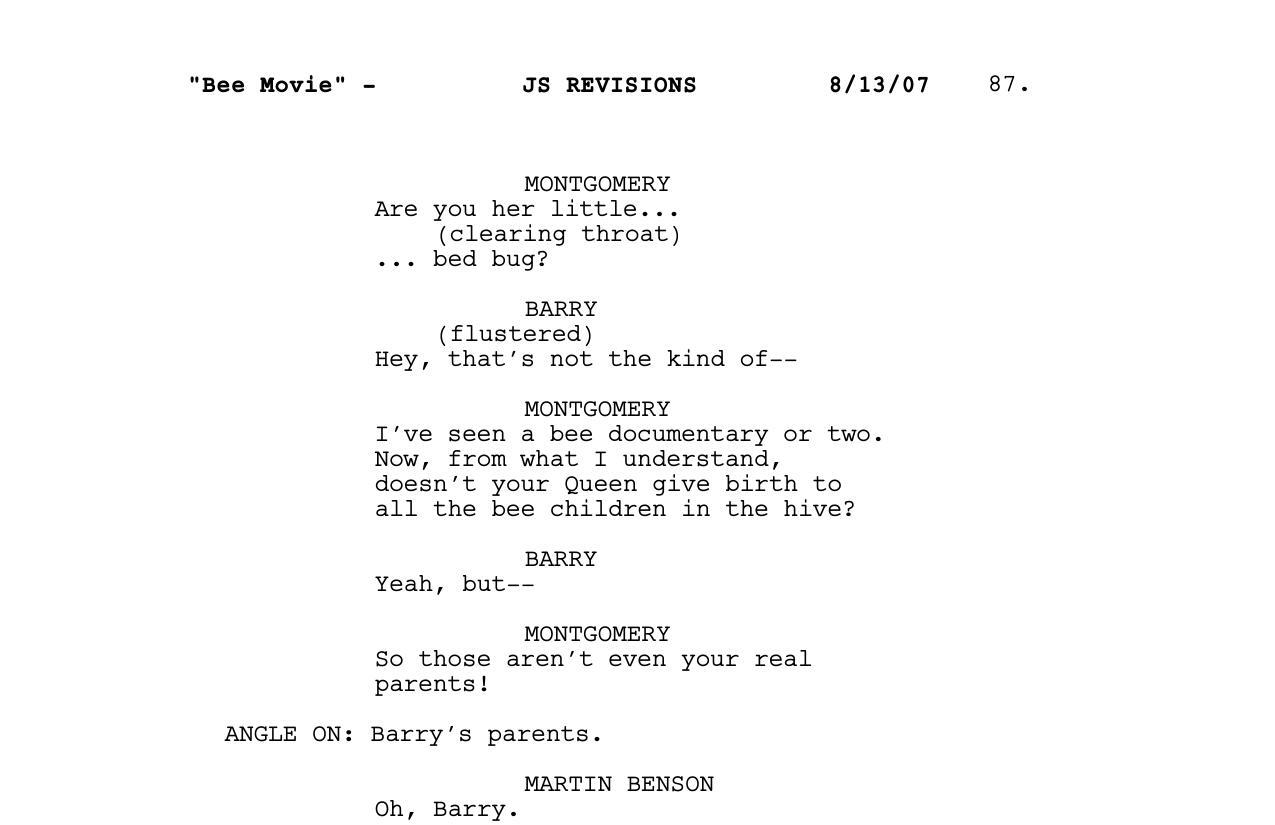 "Bee Movie" - JS REVISIONS 8/13/07 87.
MONTGOMERY
Are you her little...
(clearing throat)
... bed bug?
BARRY
(flustered)
Hey, that’s not the kind of--
MONTGOMERY
I’ve seen a bee documentary or two.
Now, from what I understand,
doesn’t your Queen give birth to
all the bee children in the hive?
BARRY
Yeah, but--
MONTGOMERY
So those aren’t even your real
parents!
ANGLE ON: Barry’s parents.
MARTIN BENSON
Oh, Barry.